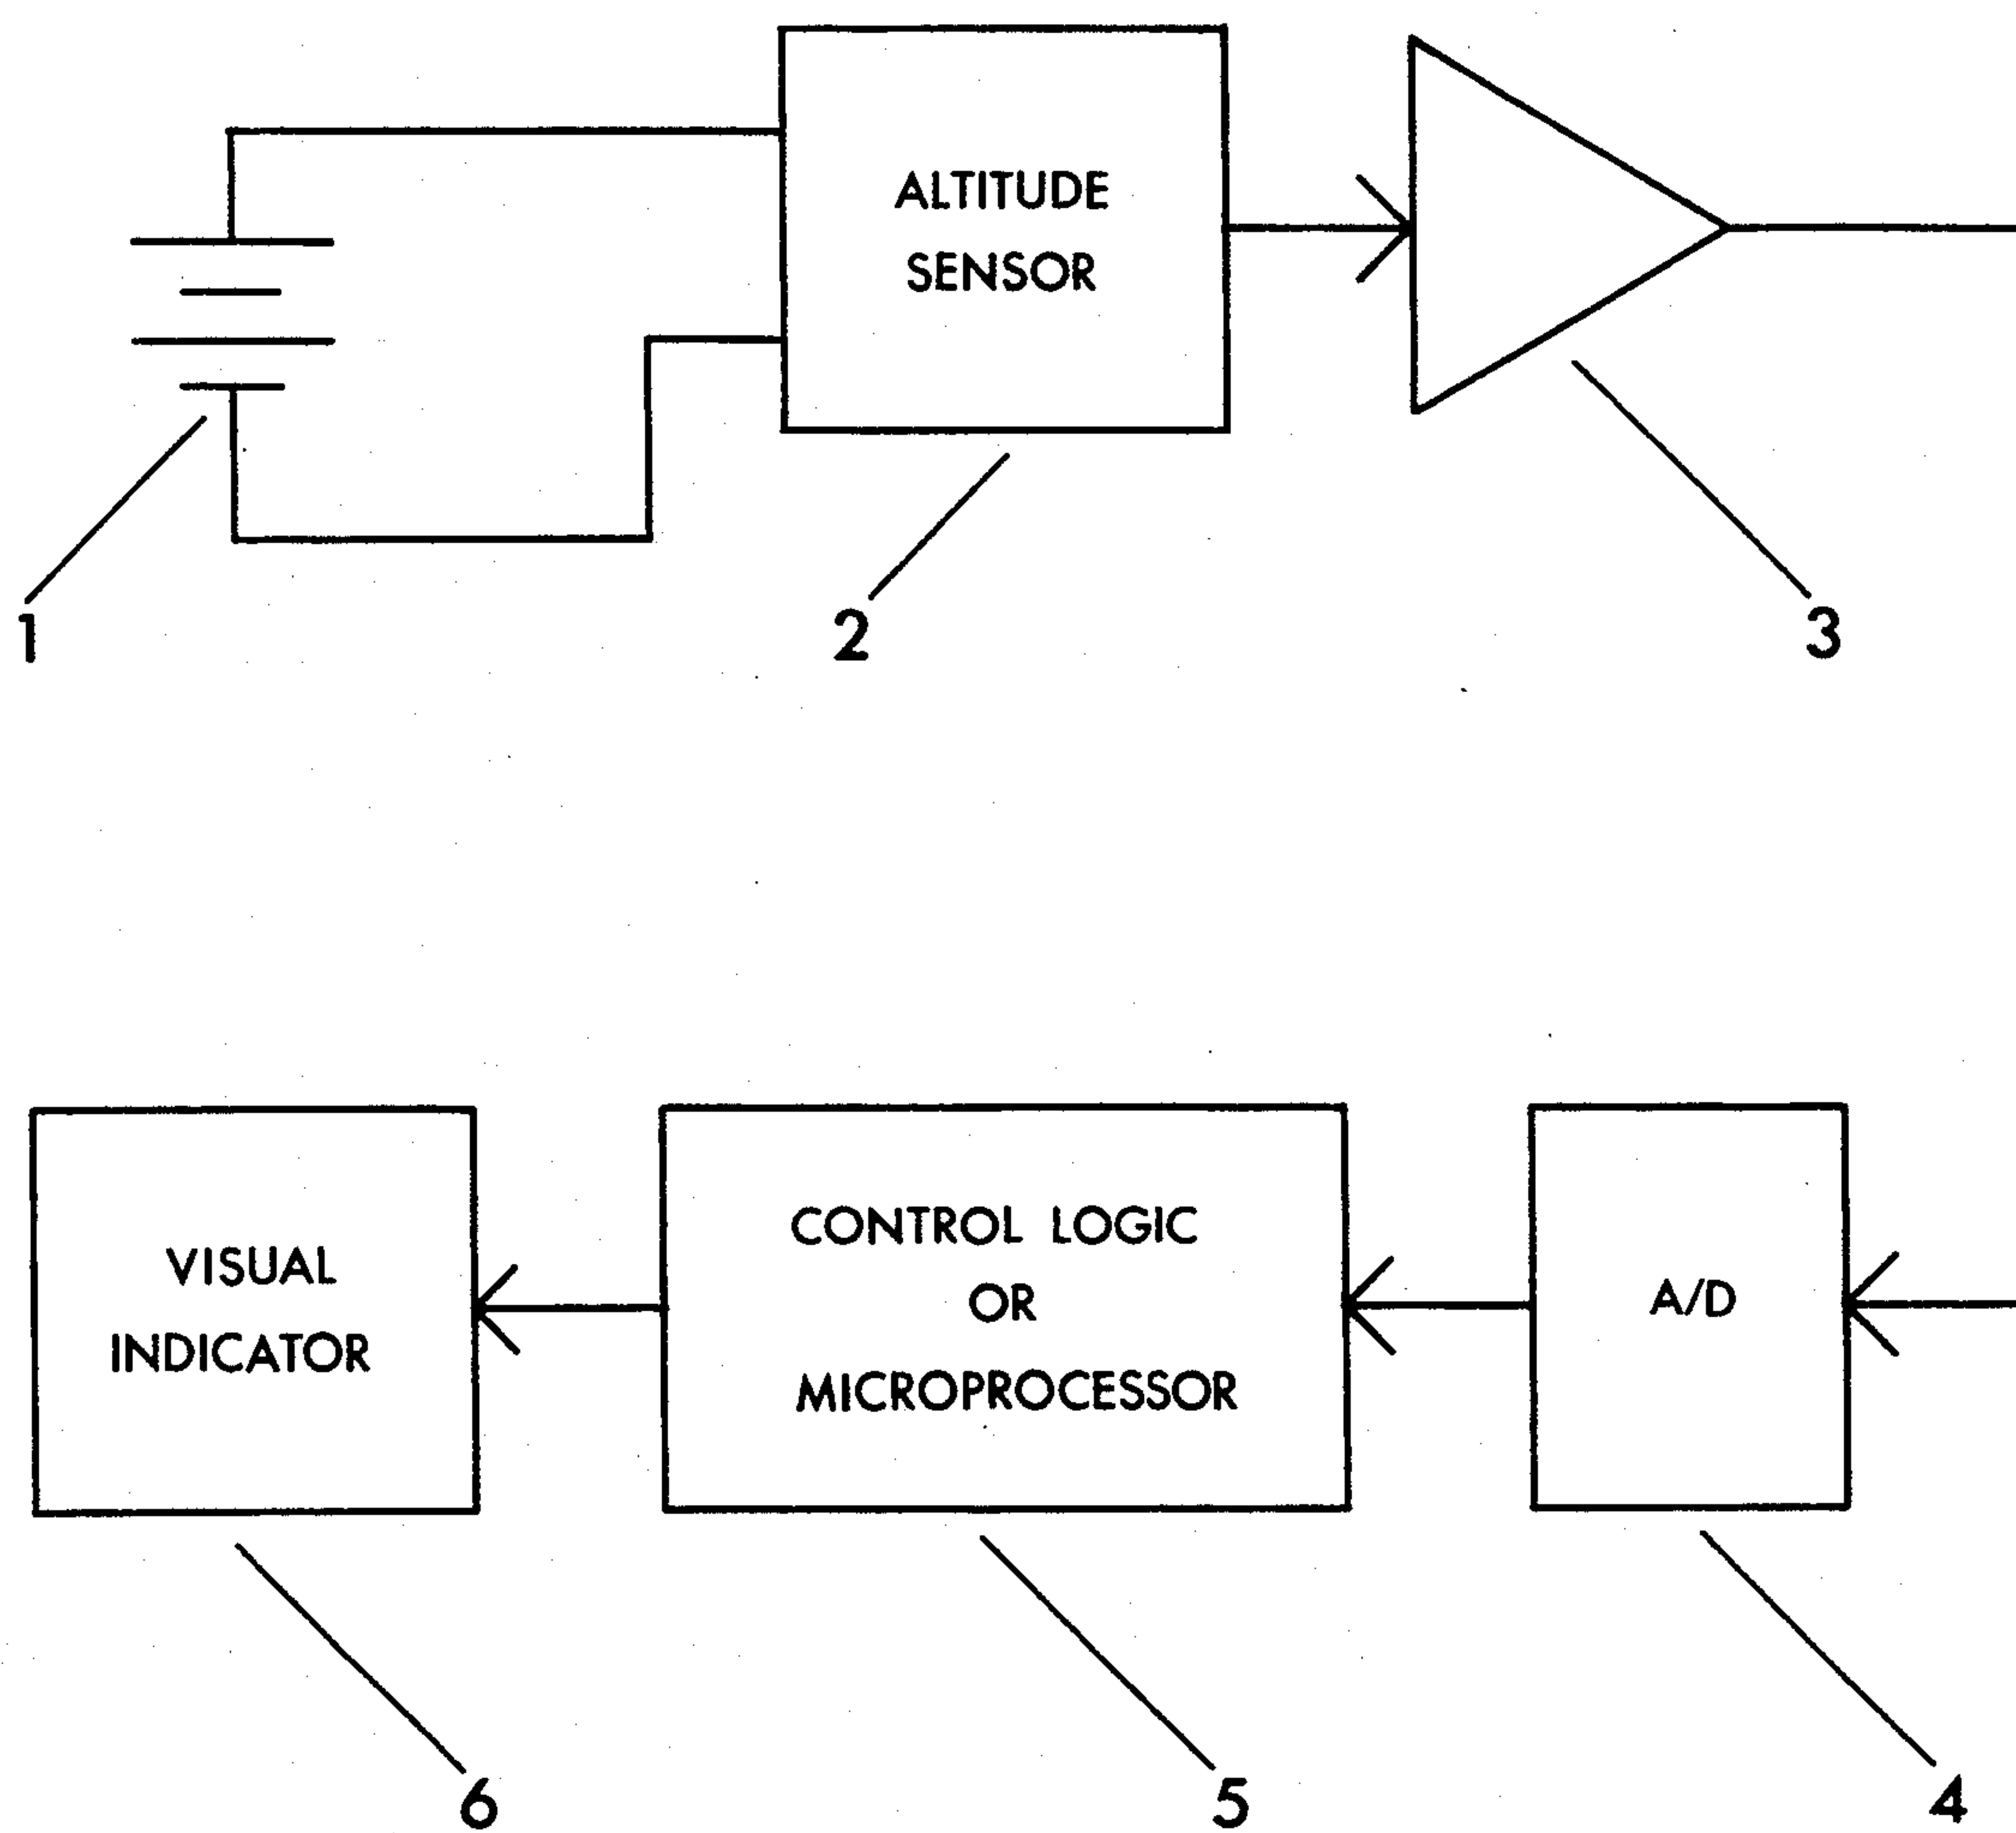 ALTITUDE
SENSOR
1
2
3
VISUAL
INDICATOR
CONTROL LOGIC
OR
MICROPROCESSOR
A/D
6
5
4